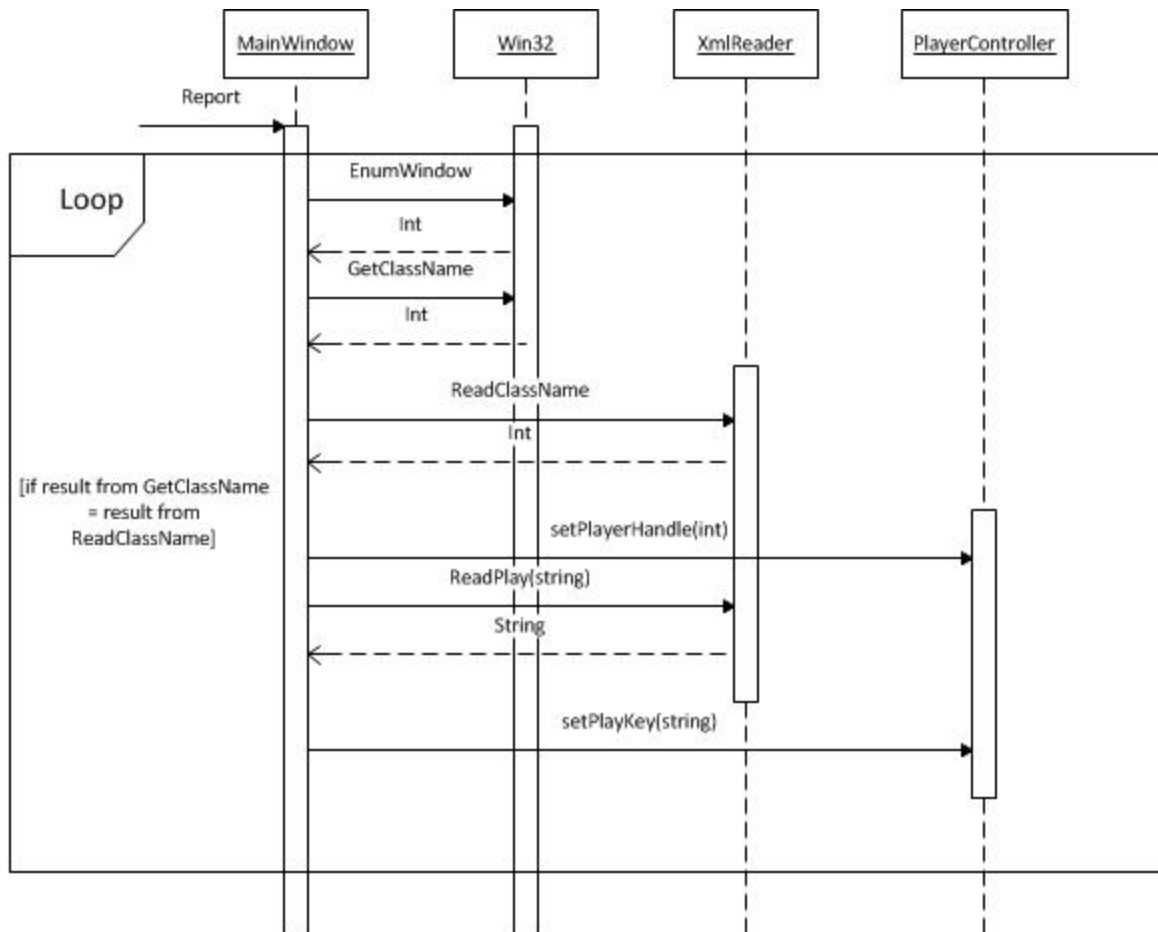 MainWindow
Win32
XmlReader
PlayerController
Report
Loop
EnumWindow
Int
GetClassName
Int
ReadClassName
Int
[if result from GetClassName
= result from
ReadClassName]
setPlayerHandle(int)
ReadPlay(string)
String
setPlayKey(string)